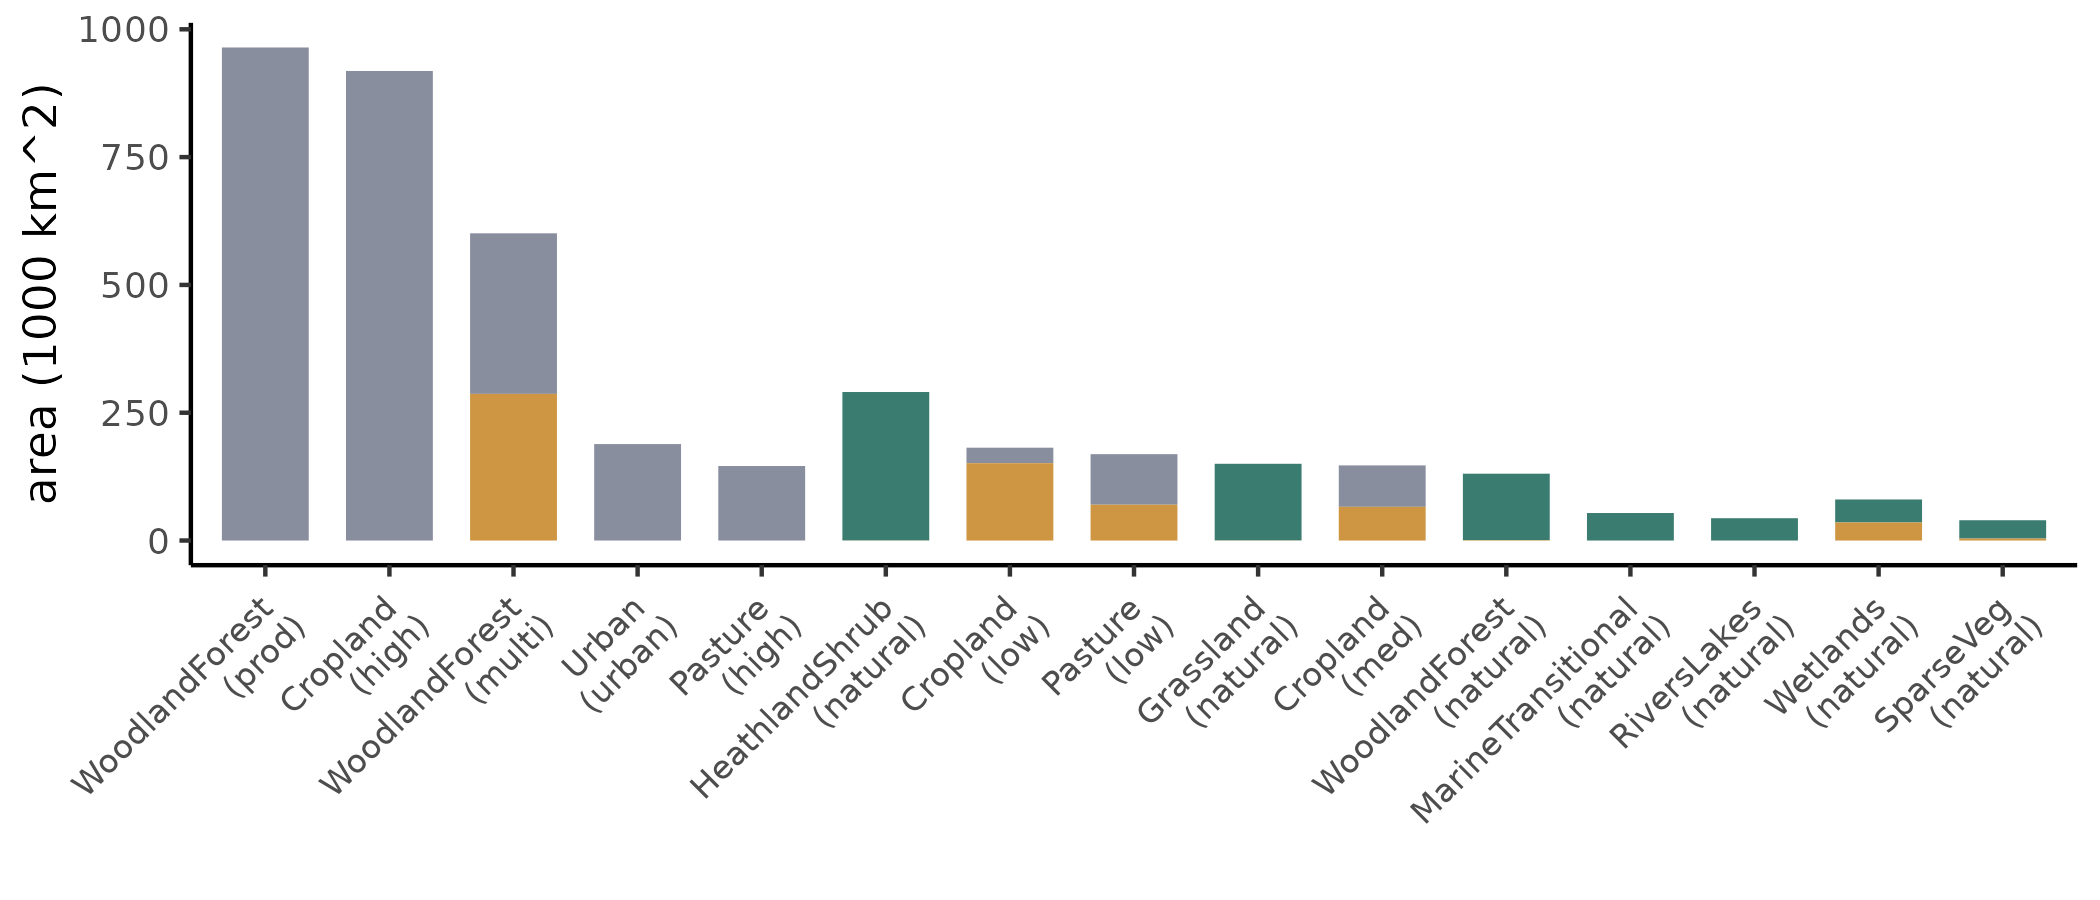 1000
750
500
250
0
area (1000 km^2)
WoodlandForest
(prod)
Cropland
(high)
WoodlandForest
(multi)
Urban
(urban)
Pasture
(high)
HeathlandShrub
(natural)
Cropland
(low)
Pasture
(low)
Grassland
(natural)
Cropland
(med)
WoodlandForest
(natural)
MarineTransitional
(natural)
RiversLakes
(natural)
Wetlands
(natural)
SparseVeg
(natural)